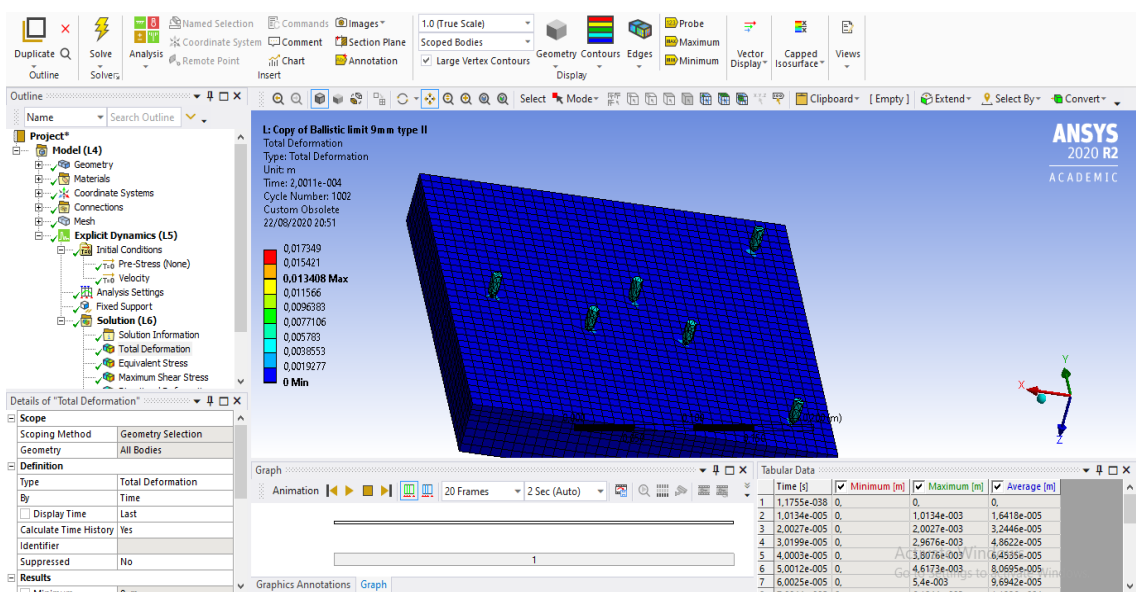 Duplicate
Outline
Solve
Solver
Analysis
Named Selection
Coordinate System
Remote Point
Commands
Comment
Chart
Images
Section Plane
Annotation
Insert
1.0 (True Scale)
Scoped Bodies
Large Vertex Contours
Geometry
Contours
Edges
Display
Probe
Maximum
Minimum
Vector Display
Capped Isosurface
Views
Outline
Name
Search Outline
Select
Mode
Clipboard
[ Empty ]
Extend
Select By
Convert
Project*
Model (L4)
Geometry
Materials
Coordinate Systems
Connections
Mesh
Explicit Dynamics (L5)
Initial Conditions
Pre-Stress (None)
Velocity
Analysis Settings
Fixed Support
Solution (L6)
Solution Information
Total Deformation
Equivalent Stress
Maximum Shear Stress
L: Copy of Ballistic limit 9mm type II
Total Deformation
Type: Total Deformation
Unit: m
Time: 2,0011e-004
Cycle Number: 1002
Custom Obsolete
22/08/2020 20:51
0,017349
0,015421
0,013408 Max
0,011566
0,0096383
0,0077106
0,005783
0,0038553
0,0019277
0 Min
ANSYS
2020 R2
ACADEMIC
Y
X
Z
Details of "Total Deformation"
Scope
Scoping Method Geometry Selection
Geometry All Bodies
Definition
Type Total Deformation
By Time
Display Time Last
Calculate Time History Yes
Identifier
Suppressed No
Results
Graph
Animation
20 Frames
2 Sec (Auto)
1
Graphics Annotations
Graph
Tabular Data
Time [s] Minimum [m] Maximum [m] Average [m]
1 1,1755e-038 0, 0, 0,
2 1,0134e-005 0, 1,0134e-003 1,6418e-005
3 2,0027e-005 0, 2,0027e-003 3,2446e-005
4 3,0199e-005 0, 2,9676e-003 4,8622e-005
5 4,0003e-005 0, 3,8076e-003 6,4535e-005
6 5,0012e-005 0, 4,6173e-003 8,0695e-005
7 6,0025e-005 0, 5,4e-003 9,6942e-005